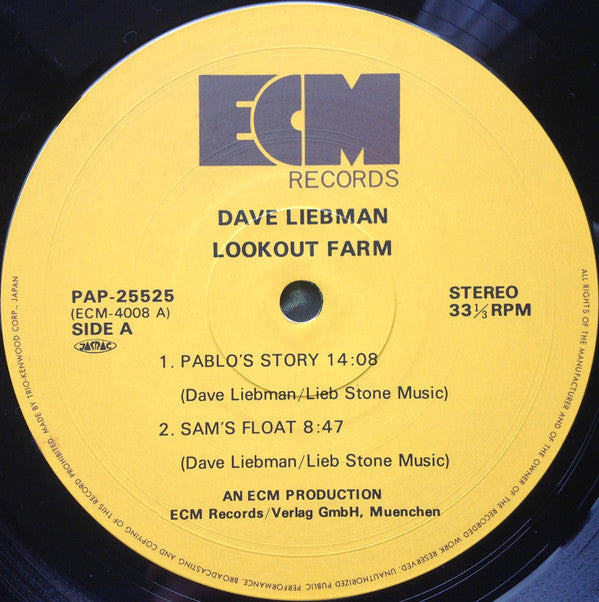 ECM
RECORDS
DAVE LIEBMAN
LOOKOUT FARM
PAP-25525
(ECM-4008 A)
SIDE A
JASRAC
STEREO
33⅓ RPM
1. PABLO'S STORY 14:08
(Dave Liebman/Lieb Stone Music)
2. SAM'S FLOAT 8:47
(Dave Liebman/Lieb Stone Music)
AN ECM PRODUCTION
ECM Records/Verlag GmbH, Muenchen
ALL RIGHTS OF THE MANUFACTURER AND OF THE OWNER OF THE RECORDED WORK RESERVED. UNAUTHORIZED PUBLIC PERFORMANCE, BROADCASTING AND COPYING OF THIS RECORD PROHIBITED. MADE BY TRIO-KENWOOD CORP., JAPAN